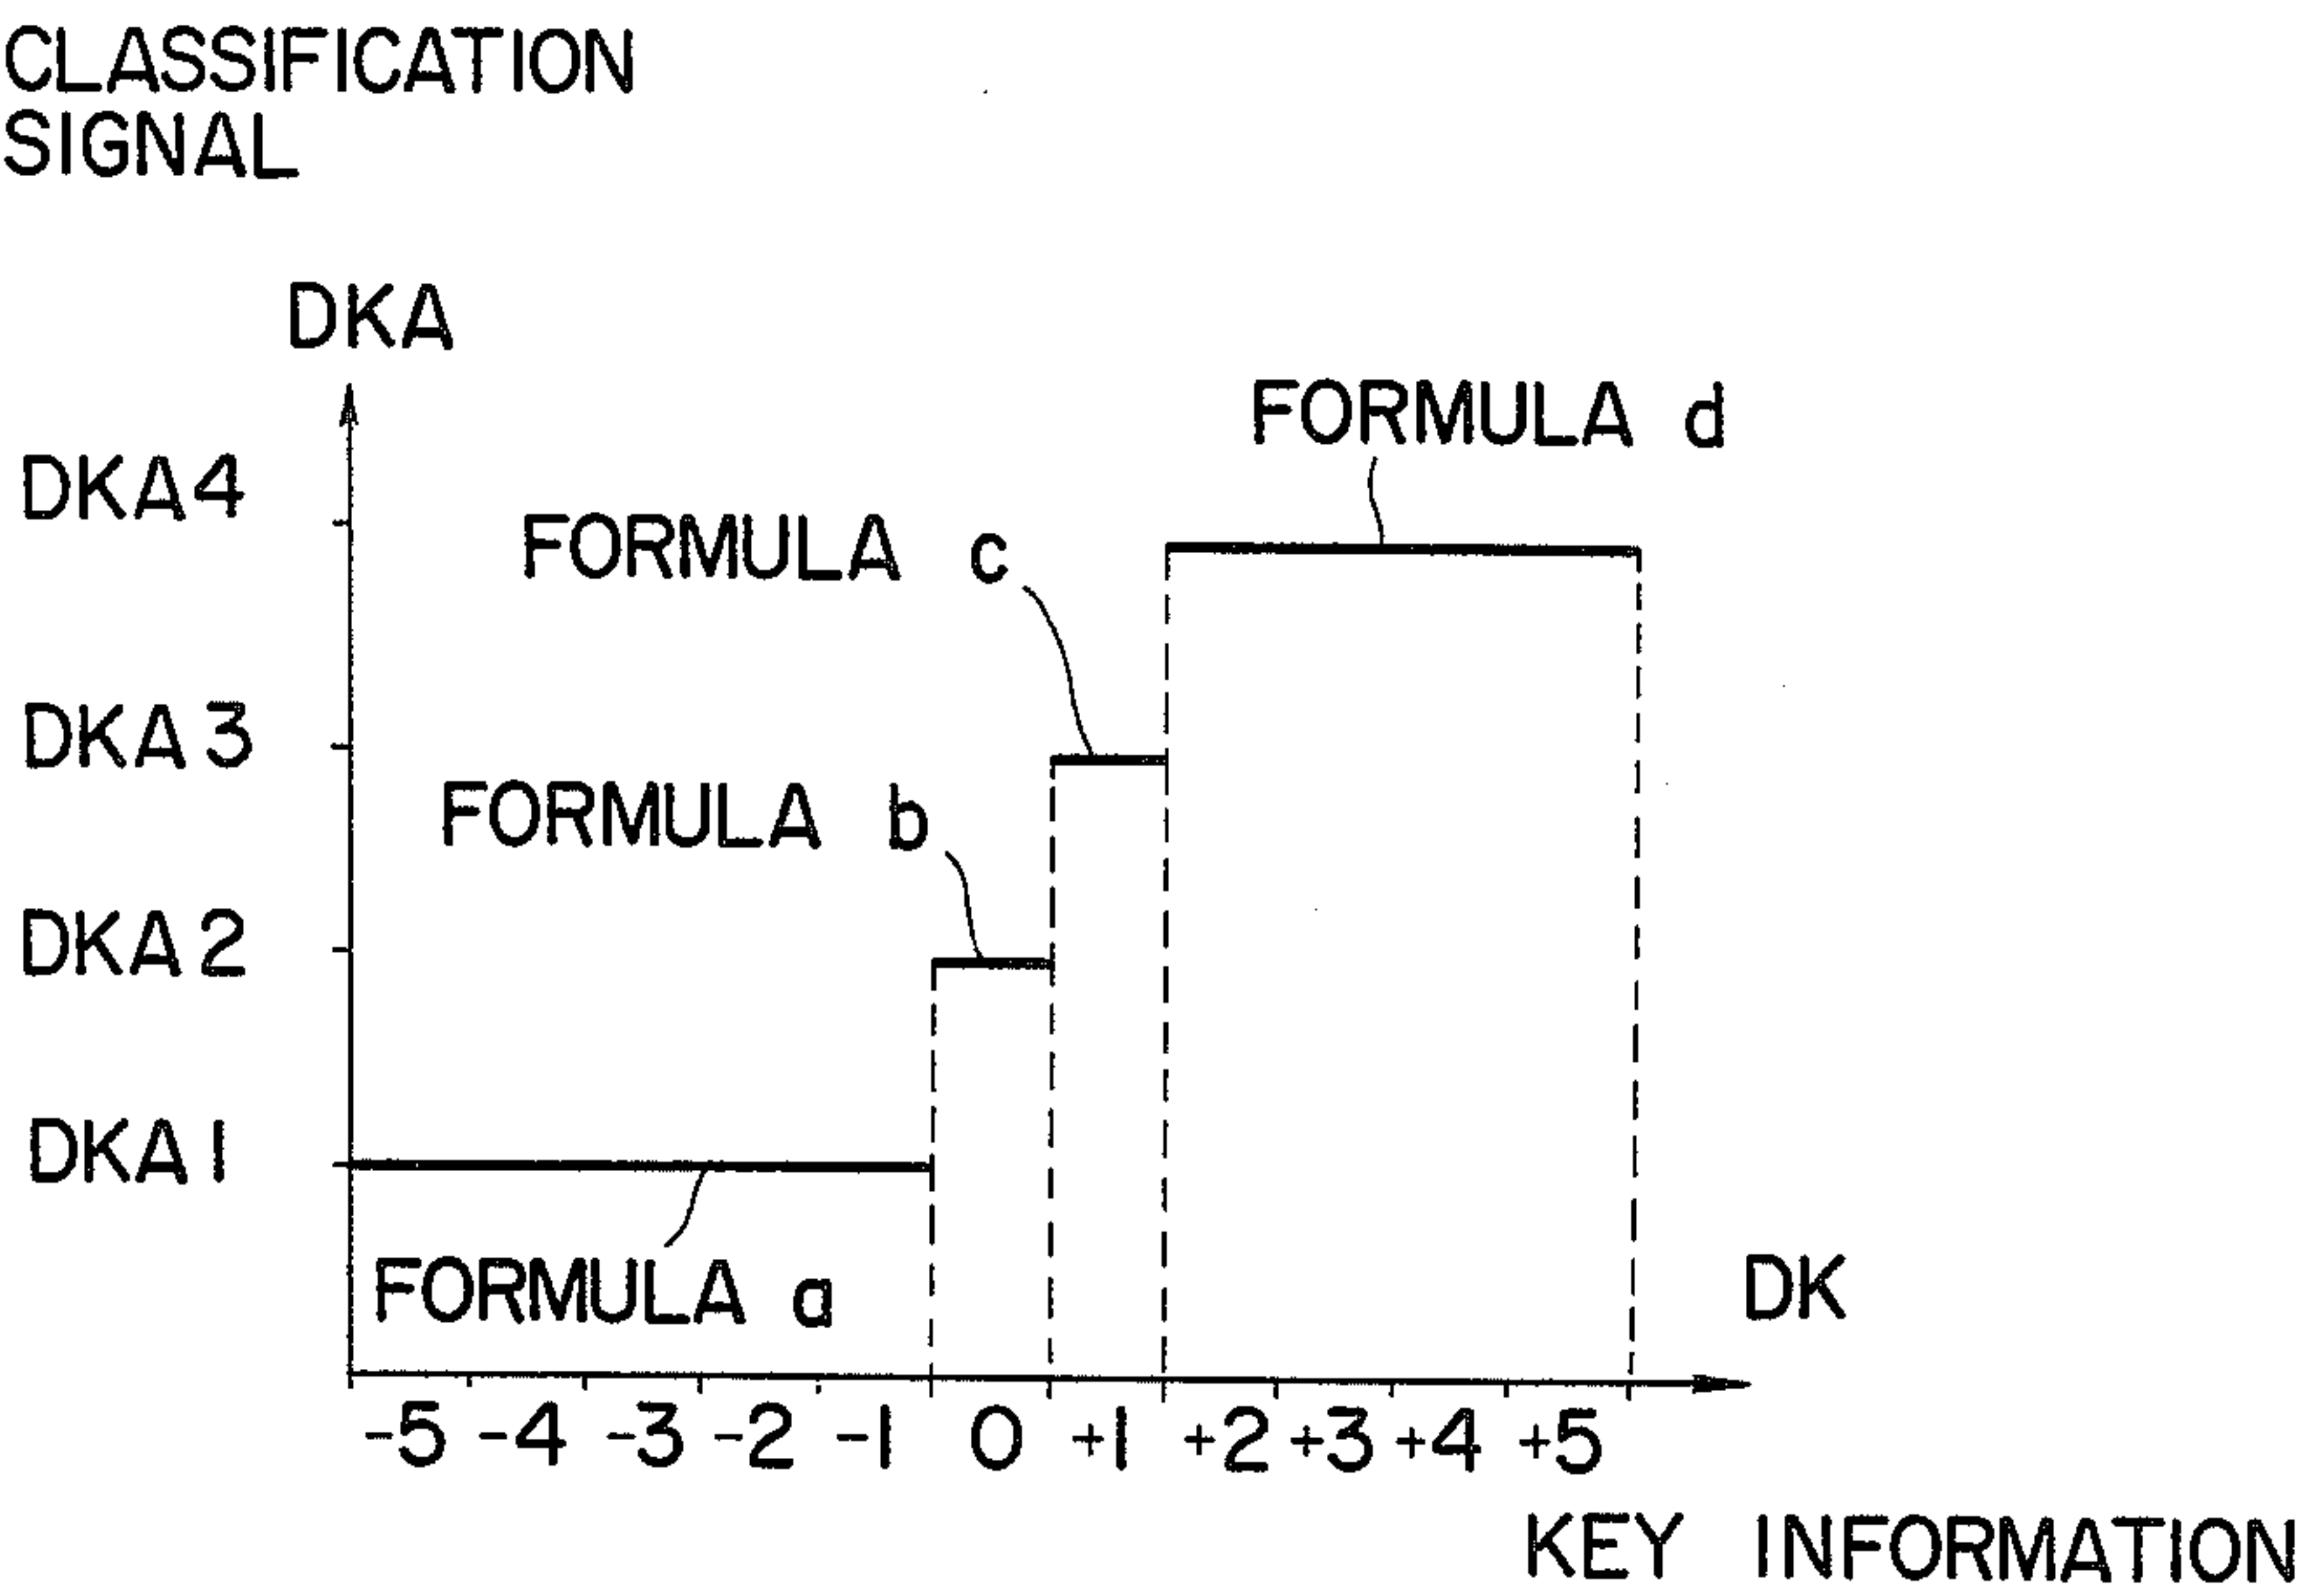 CLASSIFICATION
SIGNAL
DKA
FORMULA d
DKA4
FORMULA c
DKA3
FORMULA b
DKA2
DKA1
FORMULA a
DK
-5 -4 -3 -2 -1 0 +1 +2 +3 +4 +5
KEY INFORMATION